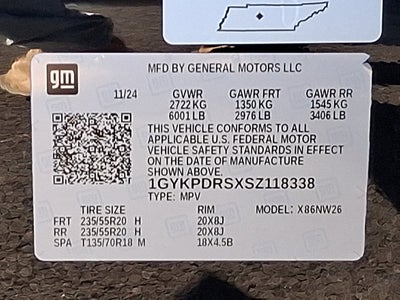 gm
MFD BY GENERAL MOTORS LLC
11/24 GVWR GAWR FRT GAWR RR
2722 KG 1350 KG 1545 KG
6001 LB 2976 LB 3406 LB
THIS VEHICLE CONFORMS TO ALL
APPLICABLE U.S. FEDERAL MOTOR
VEHICLE SAFETY STANDARDS IN EFFECT
ON THE DATE OF MANUFACTURE
SHOWN ABOVE.
1GYKPDRSXSZ118338
TYPE: MPV
TIRE SIZE RIM MODEL: X86NW26
FRT 235/55R20 H 20X8J
RR 235/55R20 H 20X8J
SPA T135/70R18 M 18X4.5B